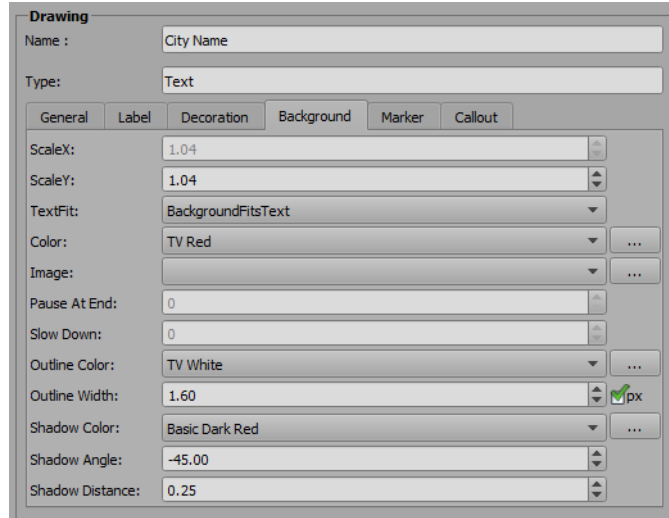 Drawing
Name : City Name
Type: Text
General Label Decoration Background Marker Callout
ScaleX: 1.04
ScaleY: 1.04
TextFit: BackgroundFitsText
Color: TV Red ...
Image: ...
Pause At End: 0
Slow Down: 0
Outline Color: TV White ...
Outline Width: 1.60 px
Shadow Color: Basic Dark Red ...
Shadow Angle: -45.00
Shadow Distance: 0.25